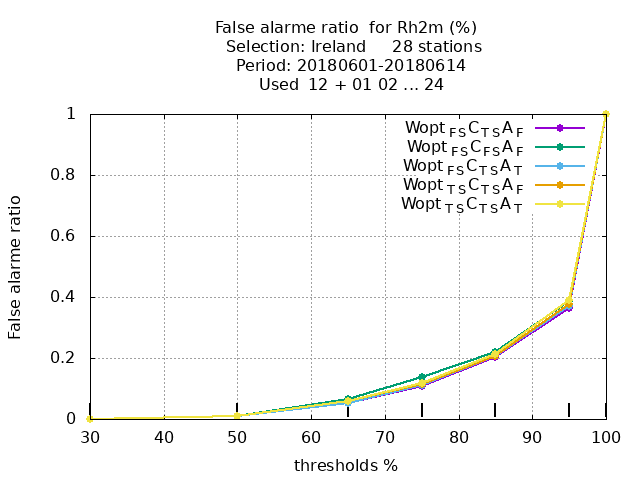 False alarme ratio  for Rh2m (%)
Selection: Ireland     28 stations
Period: 20180601-20180614
Used  12 + 01 02 ... 24
Wopt FS C TS A F
Wopt FS C FS A F
Wopt FS C TS A T
Wopt TS C TS A F
Wopt TS C TS A T
False alarme ratio
1
0.8
0.6
0.4
0.2
0
30 40 50 60 70 80 90 100
thresholds %